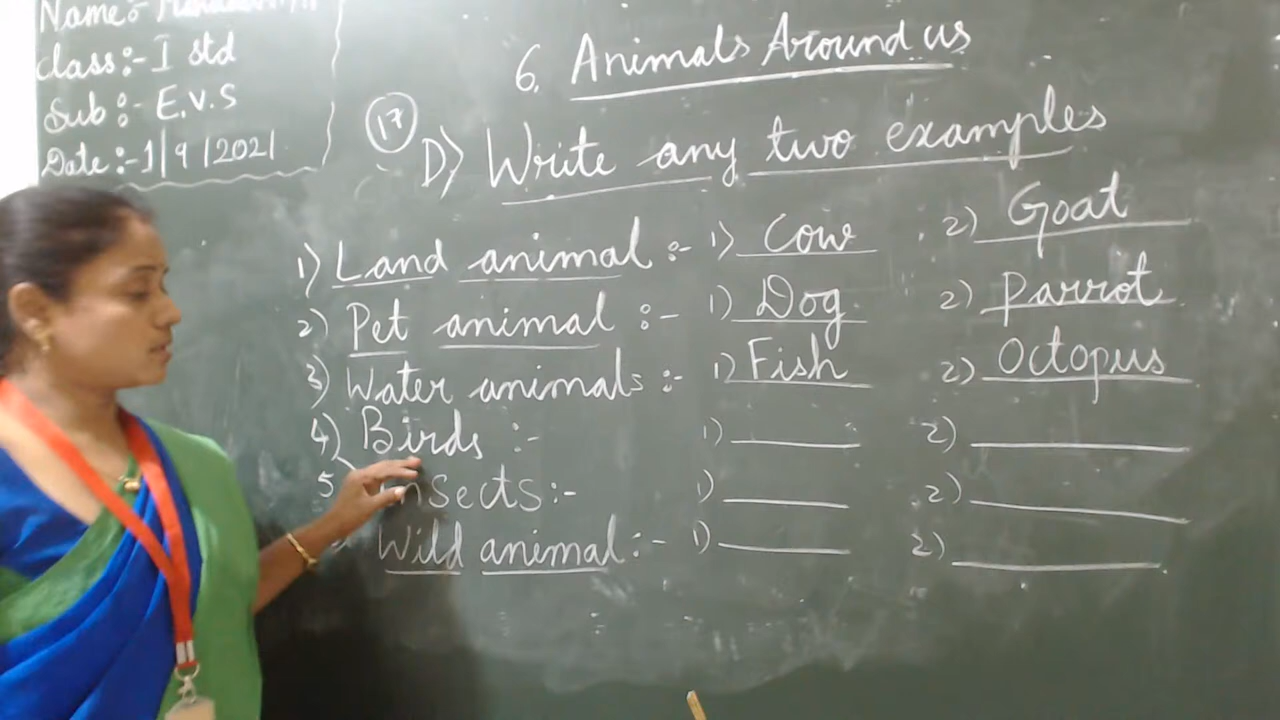 Name:-
Class:- I std
Sub:- E.V.S
Date:- 1/9/2021
6. Animals Around us
17
D) Write any two examples
1) Land animal:- 1) Cow 2) Goat
2) Pet animal:- 1) Dog 2) Parrot
3) Water animals:- 1) Fish 2) Octopus
4) Birds:- 1) 2)
5 Insects:- 1) 2)
Wild animal:- 1) 2)